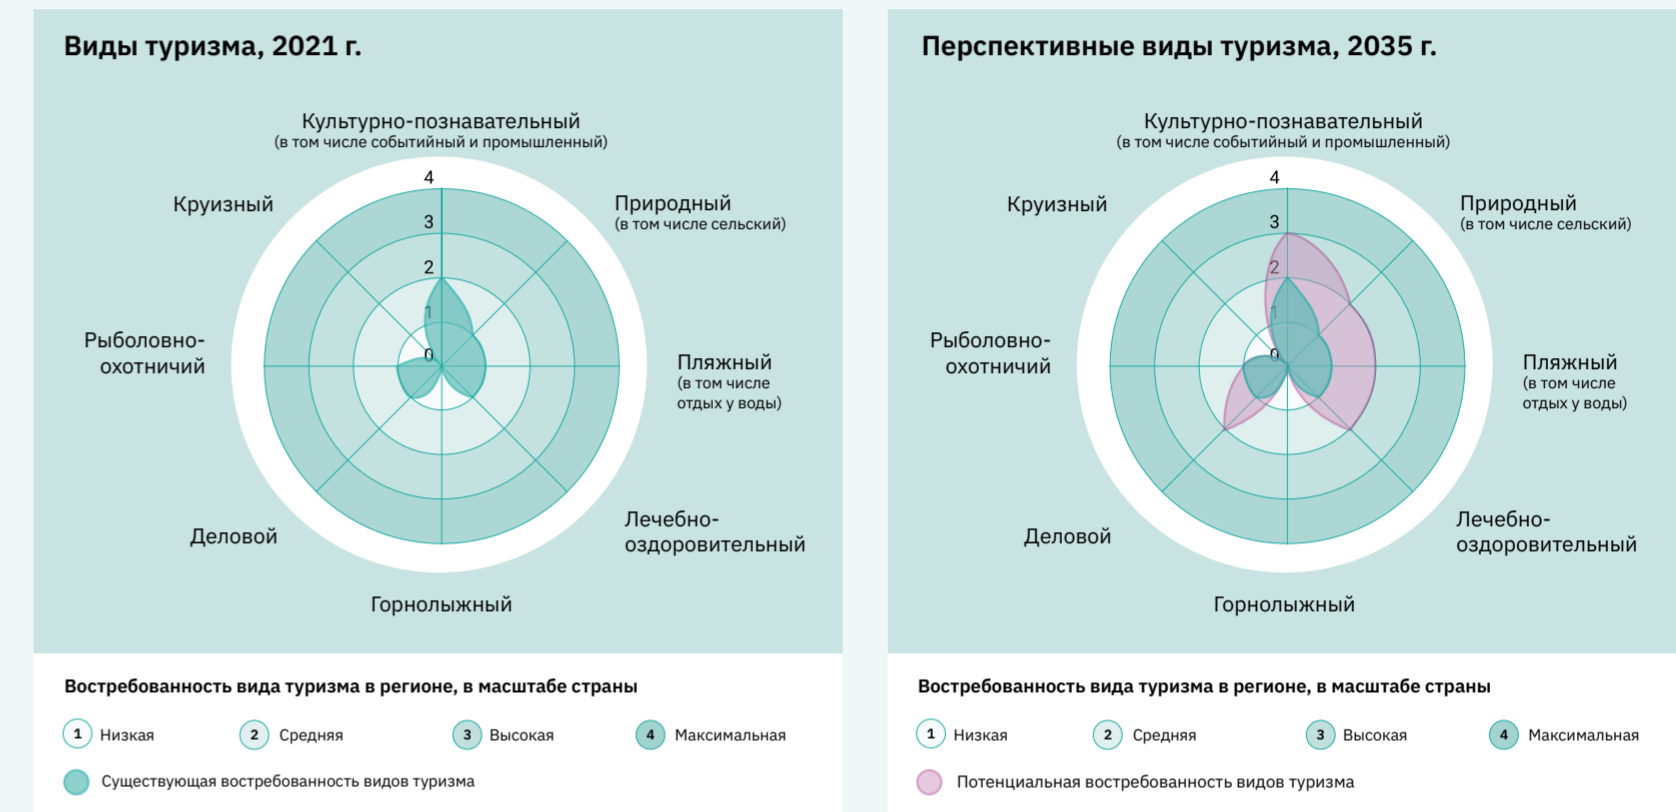 Виды туризма, 2021 г.
Культурно-познавательный
(в том числе событийный и промышленный)
4
3
2
1
0
Круизный
Природный
(в том числе сельский)
Рыболовно-
охотничий
Пляжный
(в том числе
отдых у воды)
Деловой
Лечебно-
оздоровительный
Горнолыжный
Востребованность вида туризма в регионе, в масштабе страны
1 Низкая 2 Средняя 3 Высокая 4 Максимальная
Существующая востребованность видов туризма
Перспективные виды туризма, 2035 г.
Культурно-познавательный
(в том числе событийный и промышленный)
4
3
2
1
0
Круизный
Природный
(в том числе сельский)
Рыболовно-
охотничий
Пляжный
(в том числе
отдых у воды)
Деловой
Лечебно-
оздоровительный
Горнолыжный
Востребованность вида туризма в регионе, в масштабе страны
1 Низкая 2 Средняя 3 Высокая 4 Максимальная
Потенциальная востребованность видов туризма